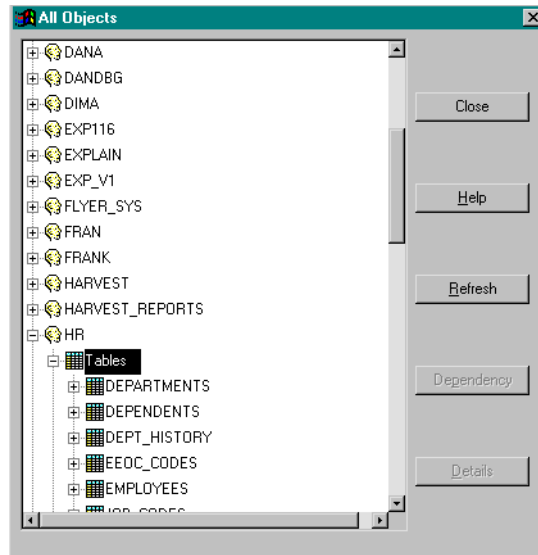 All Objects
DANA
DANDBG
DIMA
EXP116
EXPLAIN
EXP_V1
FLYER_SYS
FRAN
FRANK
HARVEST
HARVEST_REPORTS
HR
Tables
DEPARTMENTS
DEPENDENTS
DEPT_HISTORY
EEOC_CODES
EMPLOYEES
JOB_CODES
Close
Help
Refresh
Dependency
Details